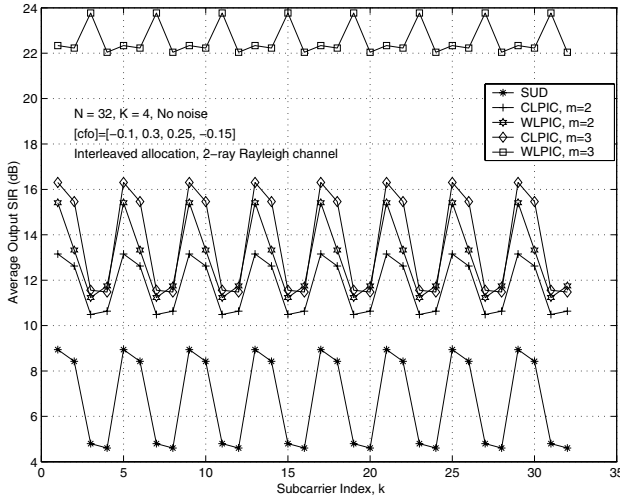 24
22
20
18
16
14
12
10
8
6
4
Average Output SIR (dB)
N = 32, K = 4, No noise
[cfo]=[−0.1, 0.3, 0.25, −0.15]
Interleaved allocation, 2−ray Rayleigh channel
SUD
CLPIC, m=2
WLPIC, m=2
CLPIC, m=3
WLPIC, m=3
0 5 10 15 20 25 30 35
Subcarrier Index, k